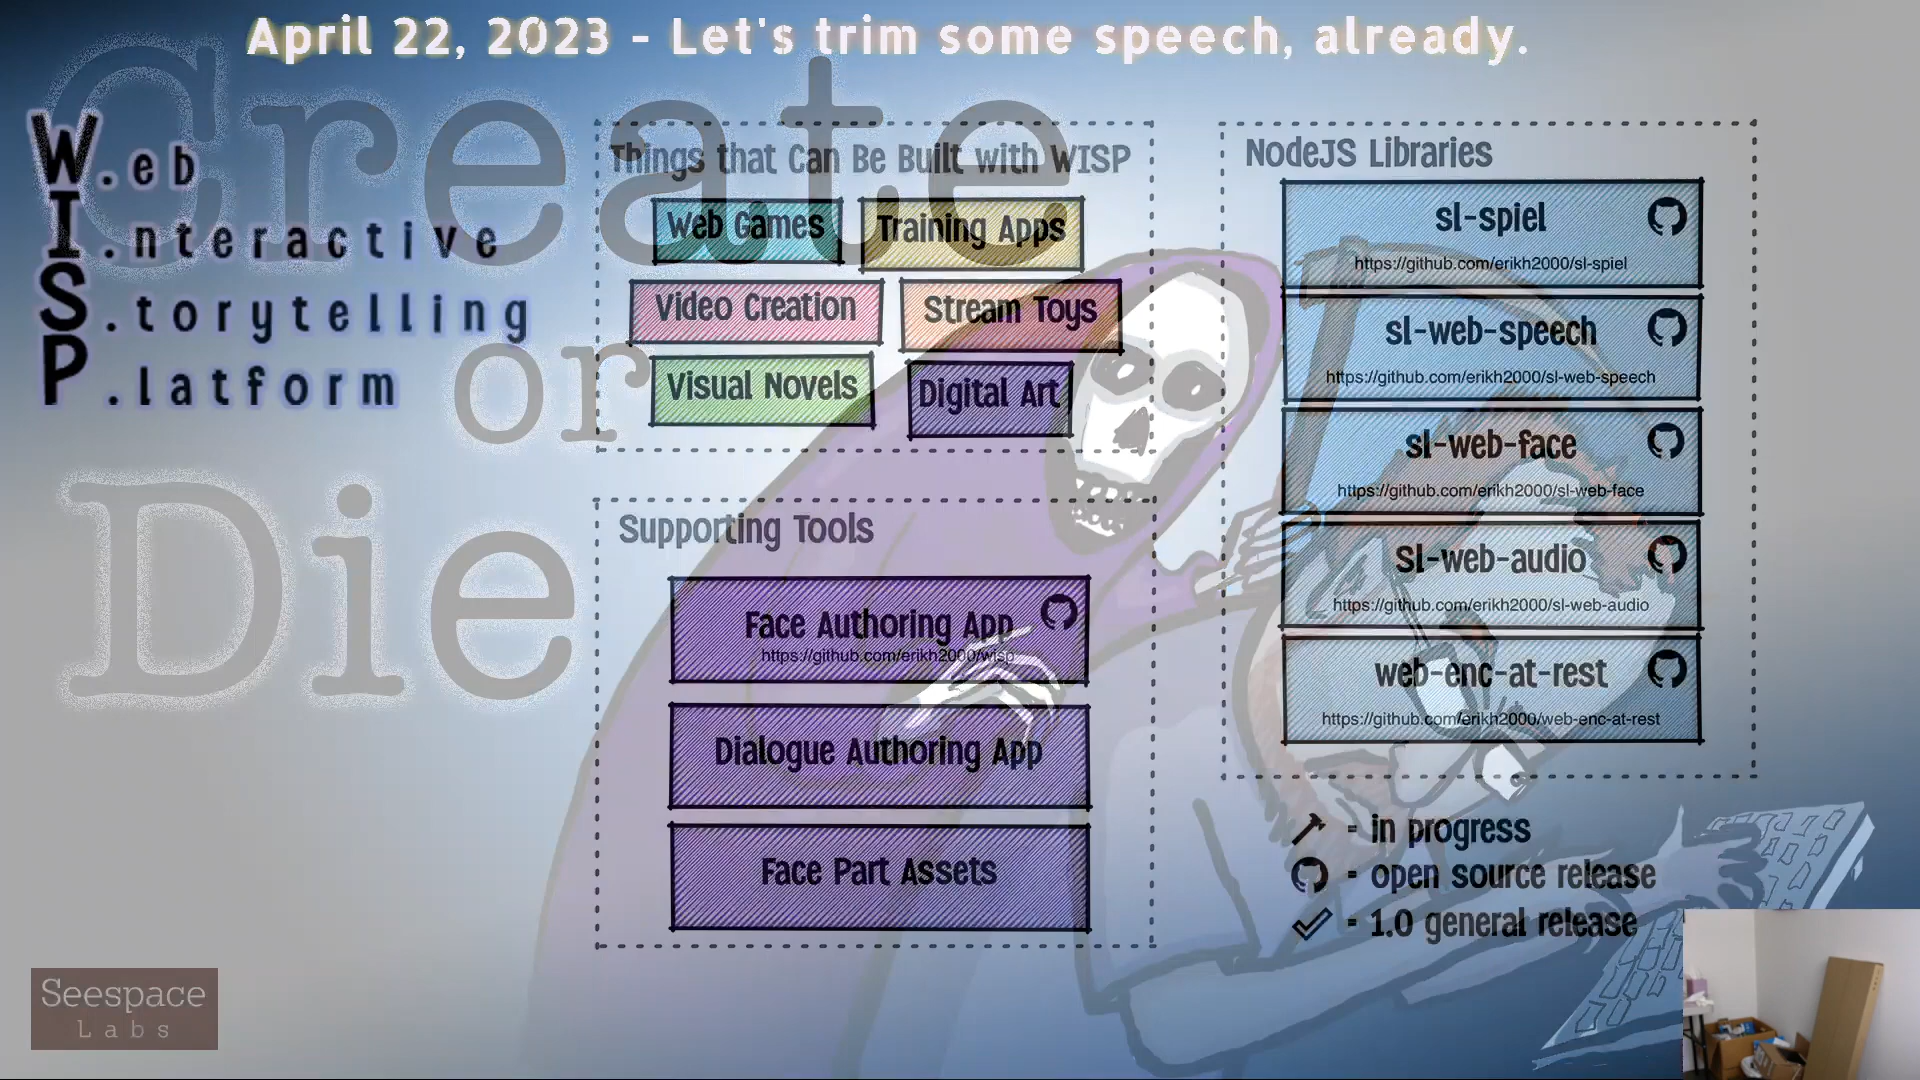 April 22, 2023 - Let's trim some speech, already.
Create
or
Die
W.eb
I.nteractive
S.torytelling
P.latform
Things that Can Be Built with WISP
Web Games
Training Apps
Video Creation
Stream Toys
Visual Novels
Digital Art
Supporting Tools
Face Authoring App
https://github.com/erikh2000/wisp
Dialogue Authoring App
Face Part Assets
NodeJS Libraries
sl-spiel
https://github.com/erikh2000/sl-spiel
sl-web-speech
https://github.com/erikh2000/sl-web-speech
sl-web-face
https://github.com/erikh2000/sl-web-face
Sl-web-audio
https://github.com/erikh2000/sl-web-audio
web-enc-at-rest
https://github.com/erikh2000/web-enc-at-rest
= in progress
= open source release
= 1.0 general release
Seespace
Labs